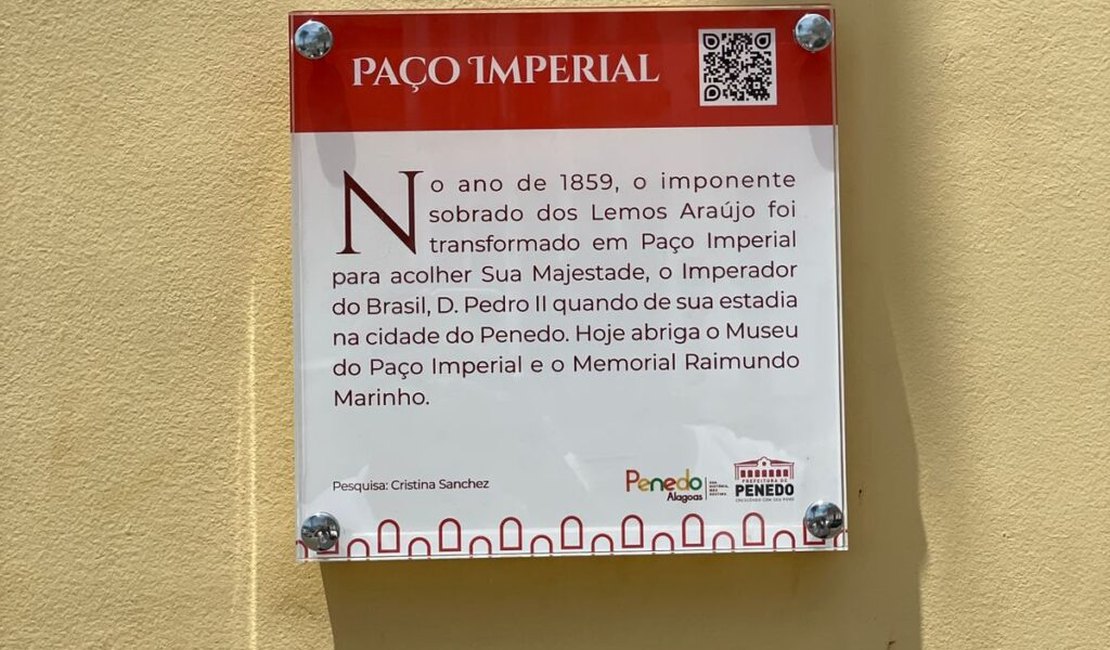 PAÇO IMPERIAL
No ano de 1859, o imponente
sobrado dos Lemos Araújo foi
transformado em Paço Imperial
para acolher Sua Majestade, o Imperador
do Brasil, D. Pedro II quando de sua estadia
na cidade do Penedo. Hoje abriga o Museu
do Paço Imperial e o Memorial Raimundo
Marinho.
Pesquisa: Cristina Sanchez
Penedo
Alagoas
PREFEITURA DE
PENEDO